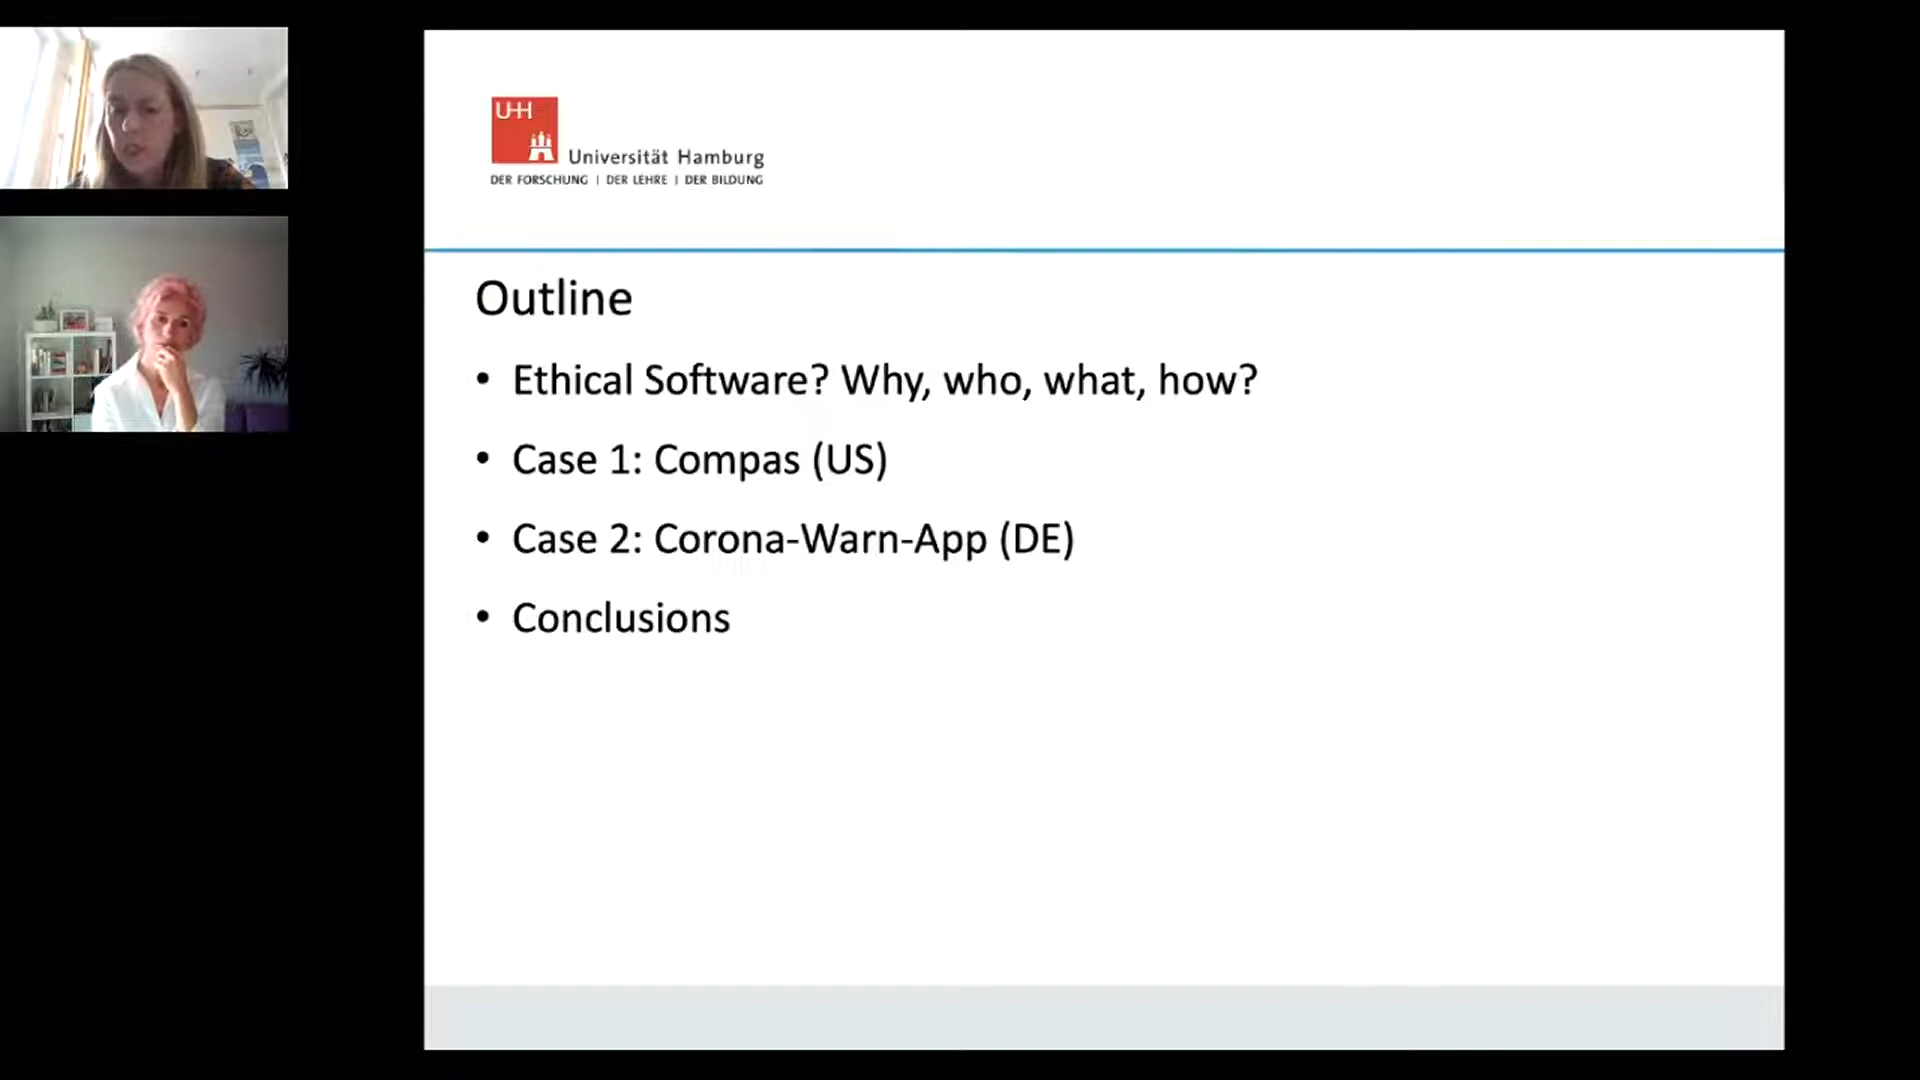 UHH
Universität Hamburg
DER FORSCHUNG | DER LEHRE | DER BILDUNG
Outline
• Ethical Software? Why, who, what, how?
• Case 1: Compas (US)
• Case 2: Corona-Warn-App (DE)
• Conclusions